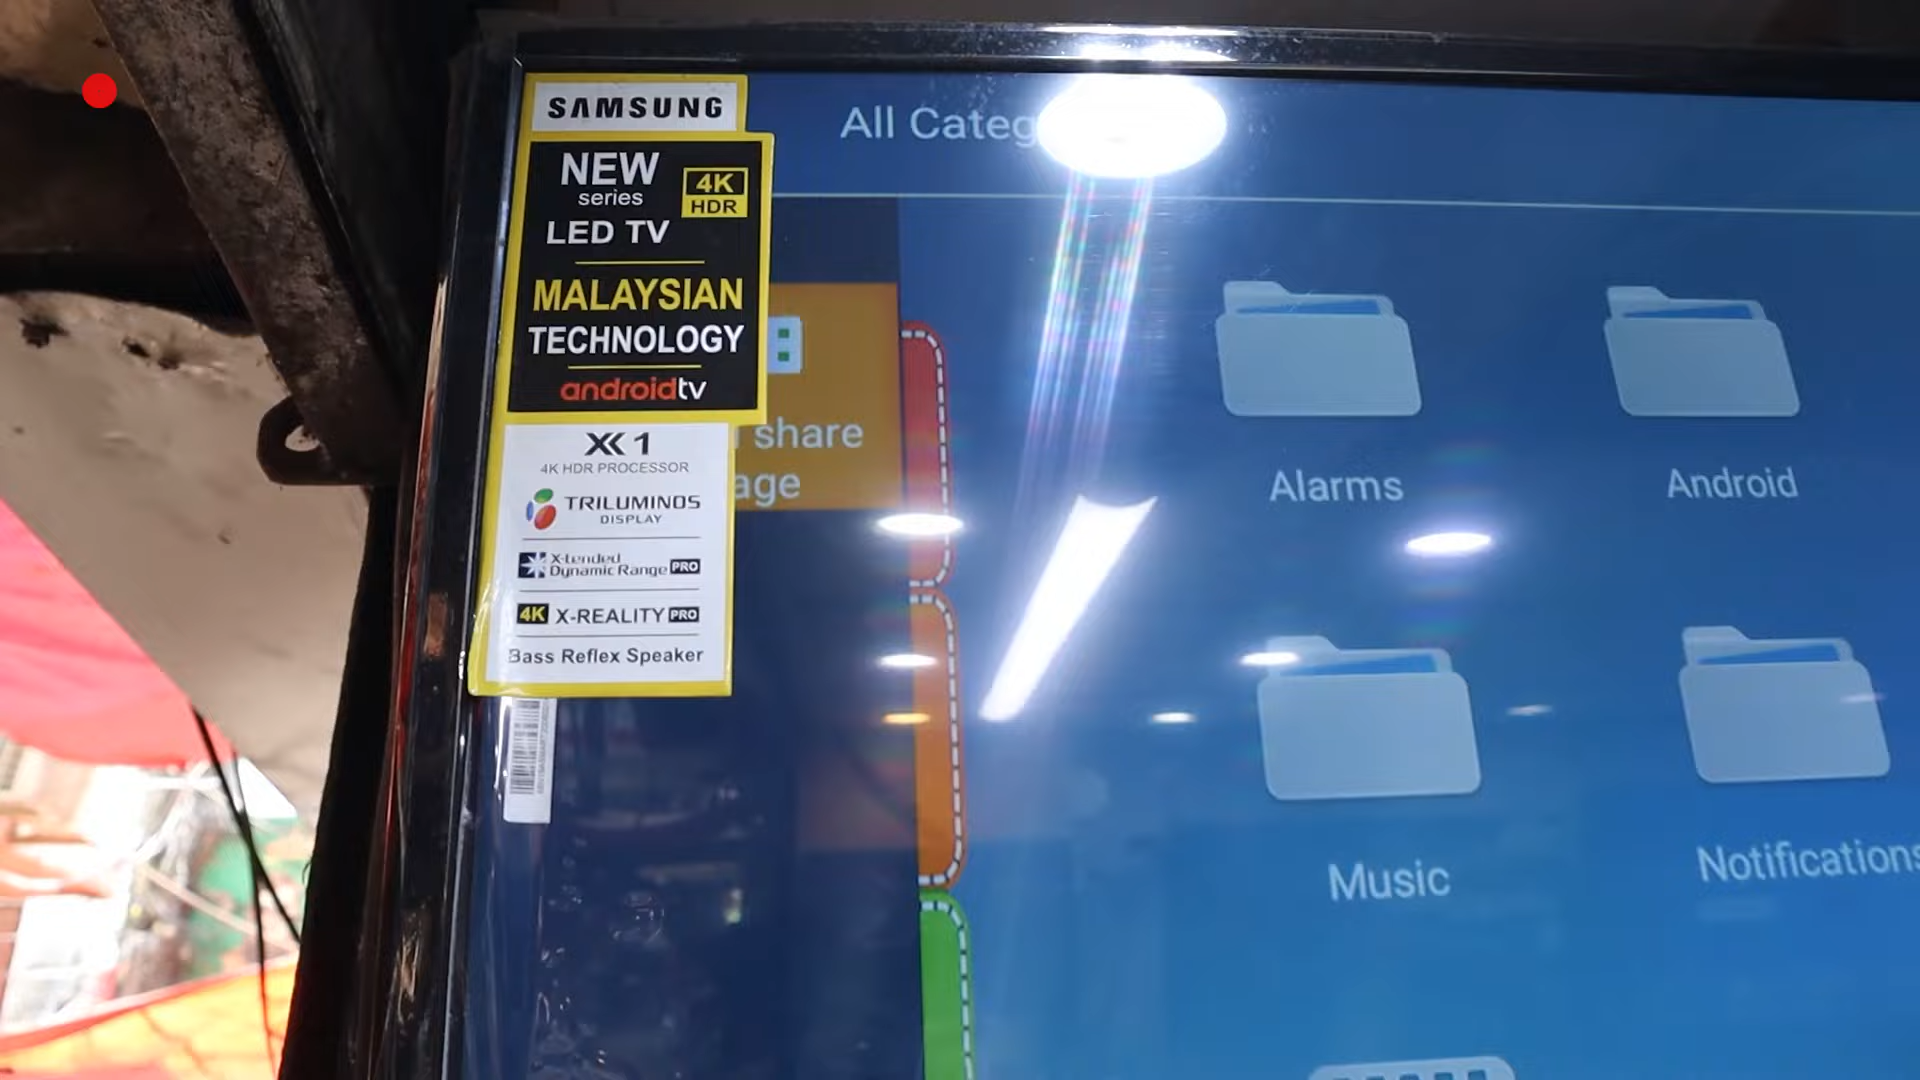 SAMSUNG
NEW
series
4K
HDR
LED TV
MALAYSIAN
TECHNOLOGY
androidtv
1
4K HDR PROCESSOR
TRILUMINOS
DISPLAY
X-tended
Dynamic Range PRO
4K X-REALITY PRO
Bass Reflex Speaker
All Categ
share
age
Alarms
Android
Music
Notifications